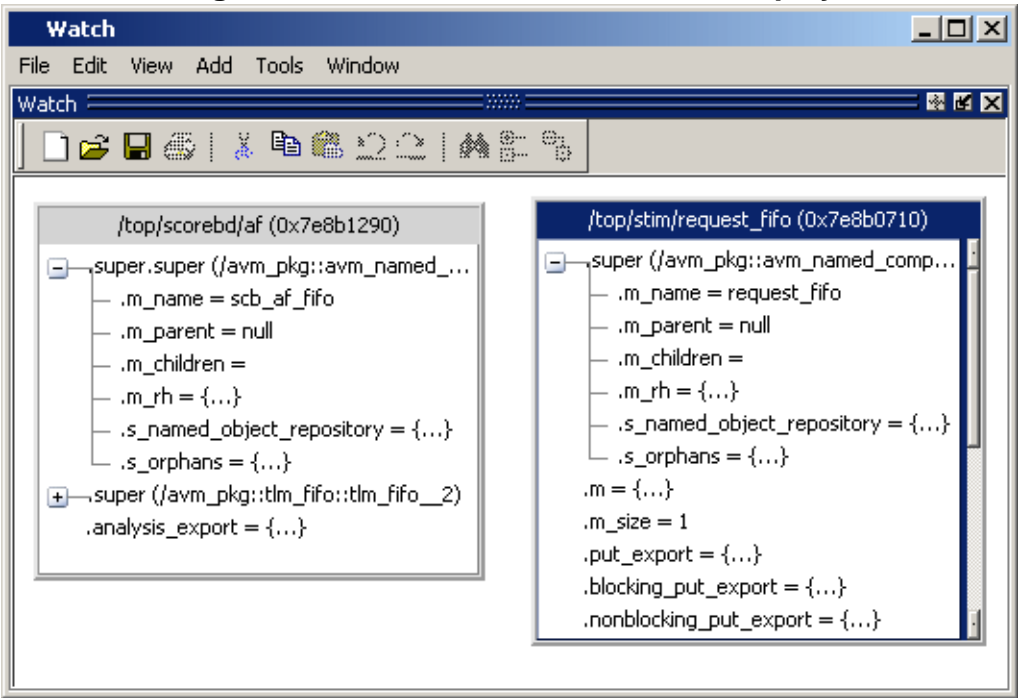 Watch
File Edit View Add Tools Window
Watch
/top/scorebd/af (0x7e8b1290)
.super.super (/avm_pkg::avm_named_...
.m_name = scb_af_fifo
.m_parent = null
.m_children =
.m_rh = {...}
.s_named_object_repository = {...}
.s_orphans = {...}
.super (/avm_pkg::tlm_fifo::tlm_fifo__2)
.analysis_export = {...}
/top/stim/request_fifo (0x7e8b0710)
.super (/avm_pkg::avm_named_comp...
.m_name = request_fifo
.m_parent = null
.m_children =
.m_rh = {...}
.s_named_object_repository = {...}
.s_orphans = {...}
.m = {...}
.m_size = 1
.put_export = {...}
.blocking_put_export = {...}
.nonblocking_put_export = {...}